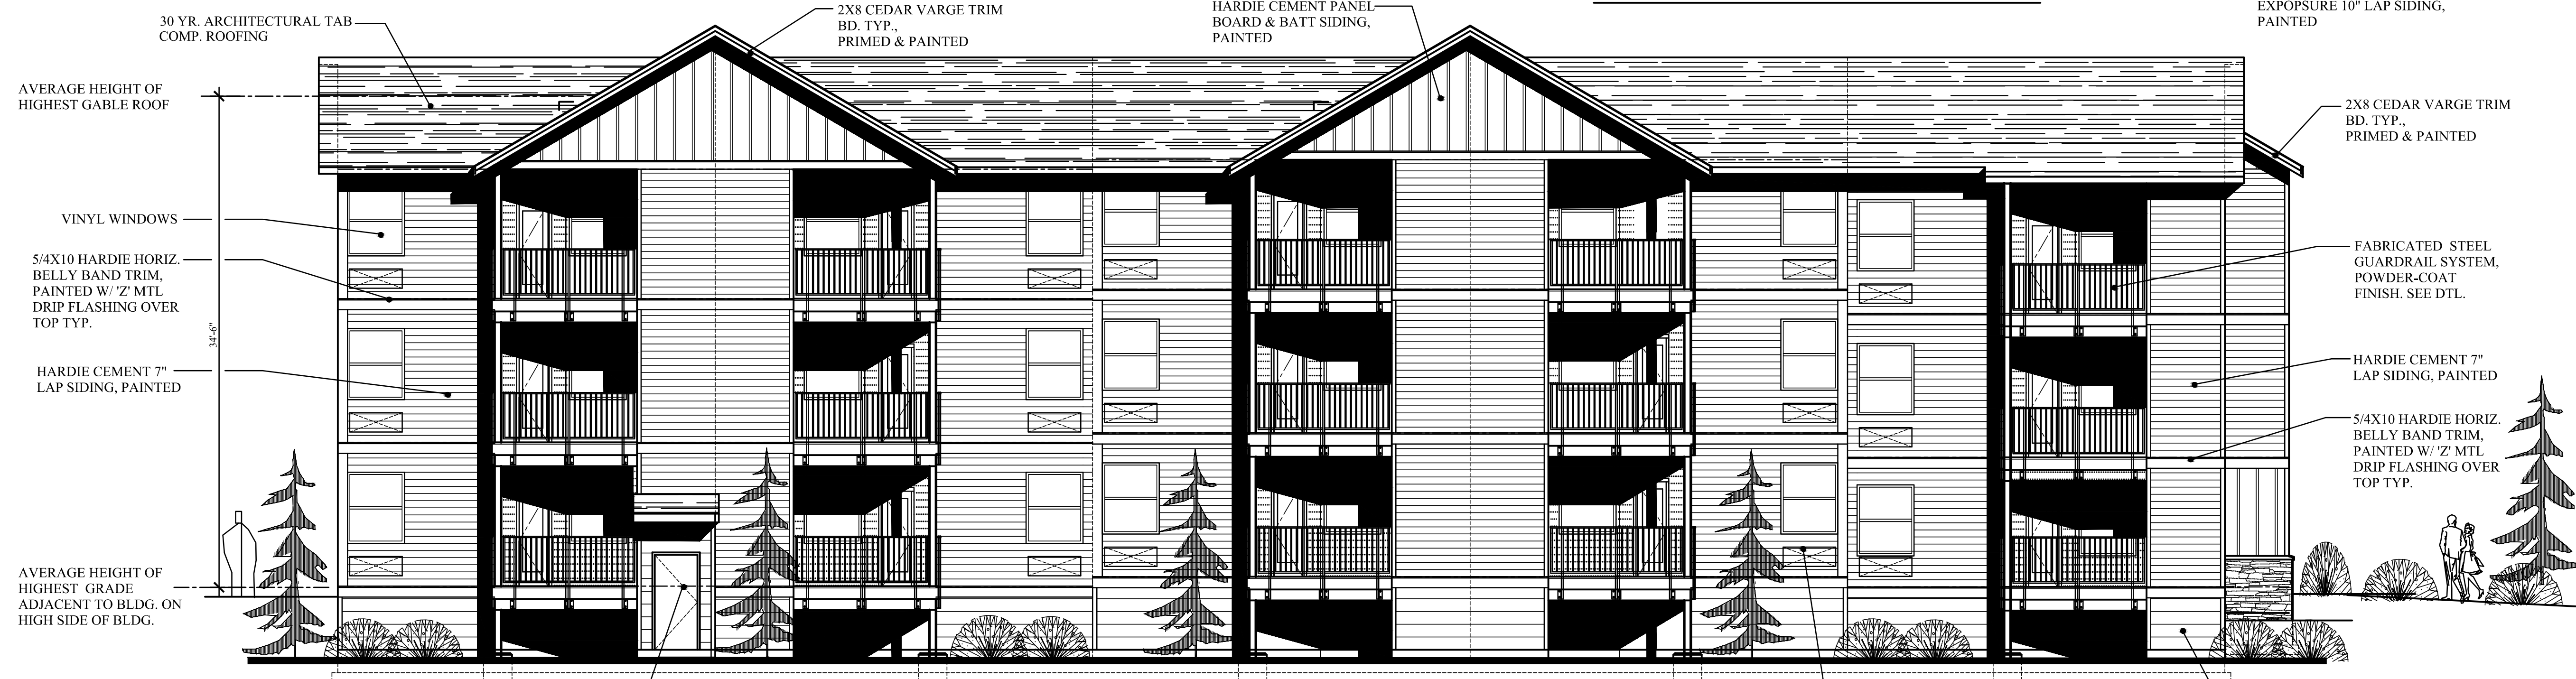 30 YR. ARCHITECTURAL TAB
COMP. ROOFING
2X8 CEDAR VARGE TRIM
BD. TYP.,
PRIMED & PAINTED
HARDIE CEMENT PANEL
BOARD & BATT SIDING,
PAINTED
EXPOPSURE 10" LAP SIDING,
PAINTED
AVERAGE HEIGHT OF
HIGHEST GABLE ROOF
2X8 CEDAR VARGE TRIM
BD. TYP.,
PRIMED & PAINTED
VINYL WINDOWS
5/4X10 HARDIE HORIZ.
BELLY BAND TRIM,
PAINTED W/ 'Z' MTL
DRIP FLASHING OVER
TOP TYP.
34'-6"
HARDIE CEMENT 7"
LAP SIDING, PAINTED
FABRICATED STEEL
GUARDRAIL SYSTEM,
POWDER-COAT
FINISH. SEE DTL.
HARDIE CEMENT 7"
LAP SIDING, PAINTED
5/4X10 HARDIE HORIZ.
BELLY BAND TRIM,
PAINTED W/ 'Z' MTL
DRIP FLASHING OVER
TOP TYP.
AVERAGE HEIGHT OF
HIGHEST GRADE
ADJACENT TO BLDG. ON
HIGH SIDE OF BLDG.